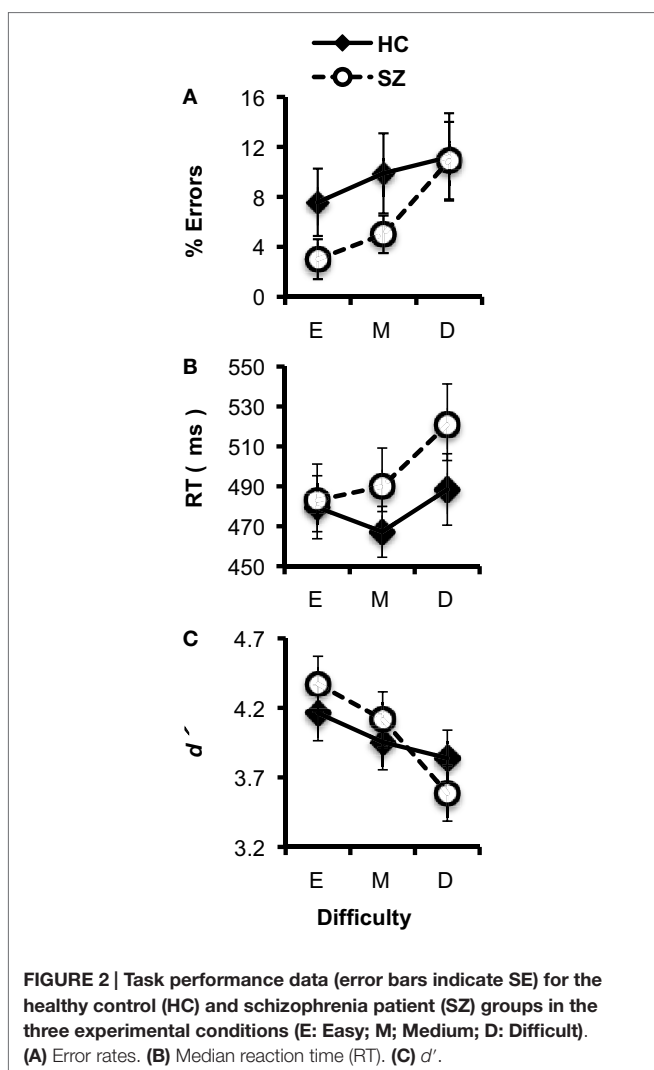 HC
SZ
A
16
12
8
4
0
% Errors
E M D
B
550
530
510
490
470
450
RT ( ms )
E M D
C
4.7
4.2
3.7
3.2
d´
E M D
Difficulty
FIGURE 2 | Task performance data (error bars indicate SE) for the
healthy control (HC) and schizophrenia patient (SZ) groups in the
three experimental conditions (E: Easy; M; Medium; D: Difficult).
(A) Error rates. (B) Median reaction time (RT). (C) d′.